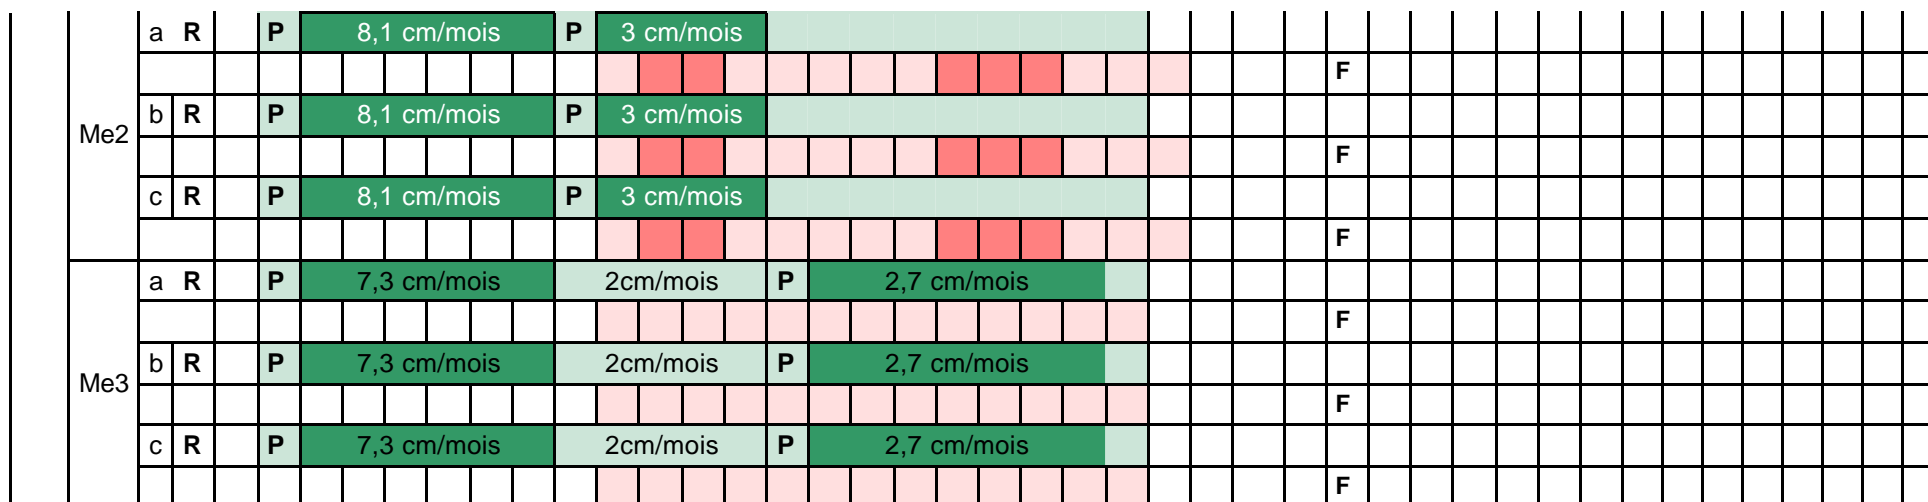 a R P 8,1 cm/mois P 3 cm/mois
F
Me2
b R P 8,1 cm/mois P 3 cm/mois
F
c R P 8,1 cm/mois P 3 cm/mois
F
a R P 7,3 cm/mois 2cm/mois P 2,7 cm/mois
F
Me3
b R P 7,3 cm/mois 2cm/mois P 2,7 cm/mois
F
c R P 7,3 cm/mois 2cm/mois P 2,7 cm/mois
F